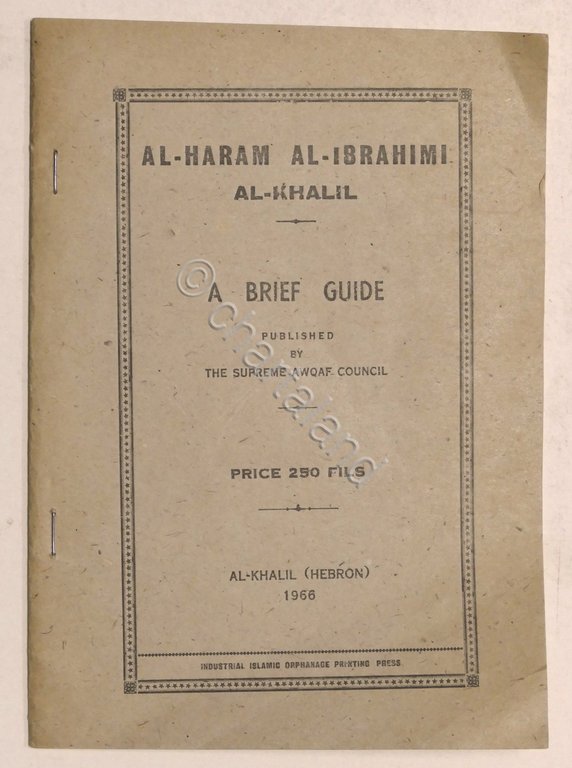 AL-HARAM AL-IBRAHIMI
AL-KHALIL
A BRIEF GUIDE
PUBLISHED
BY
THE SUPREME AWQAF COUNCIL
PRICE 250 FILS
AL-KHALIL (HEBRON)
1966
INDUSTRIAL ISLAMIC ORPHANAGE PRINTING PRESS
© chartaland